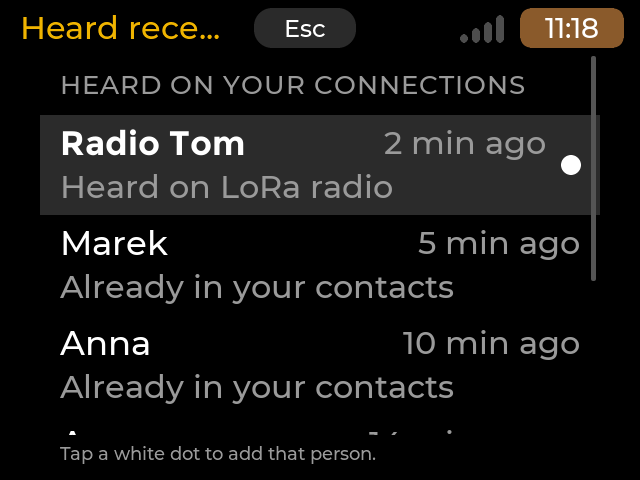 Heard rece...
Esc
11:18
HEARD ON YOUR CONNECTIONS
Radio Tom 2 min ago
Heard on LoRa radio
Marek 5 min ago
Already in your contacts
Anna 10 min ago
Already in your contacts
Tap a white dot to add that person.